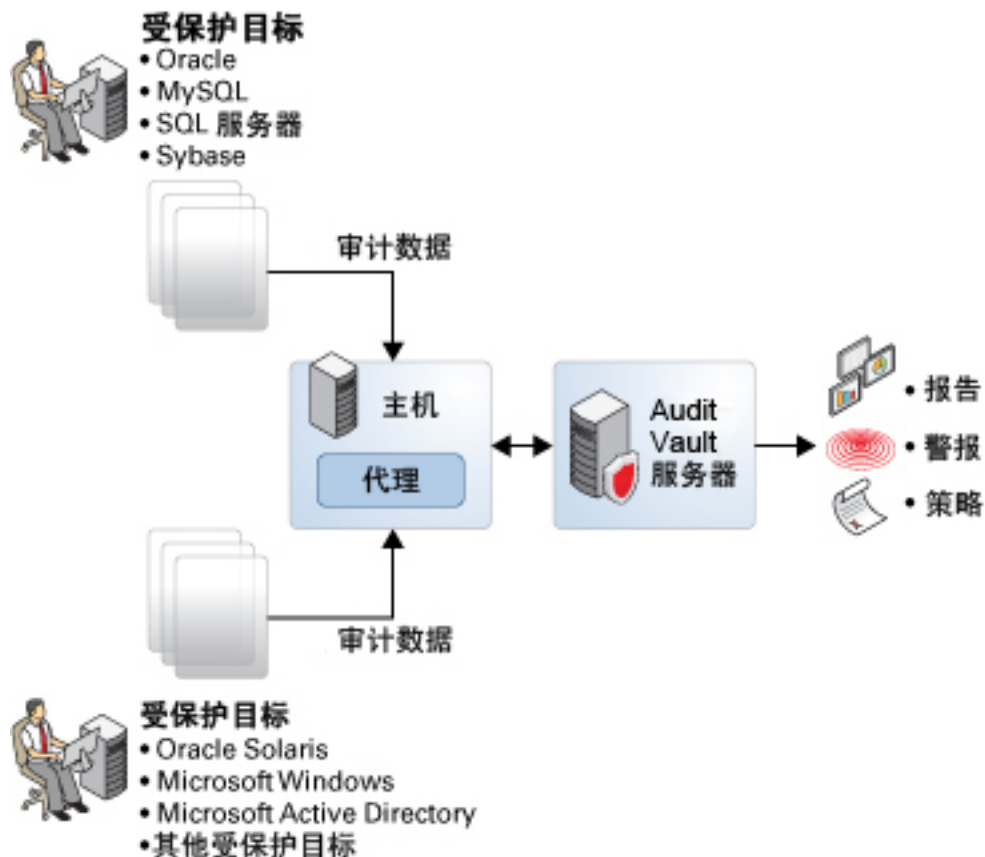 受保护目标
• Oracle
• MySQL
• SQL 服务器
• Sybase
审计数据
主机
代理
Audit
Vault
服务器
• 报告
• 警报
• 策略
审计数据
受保护目标
• Oracle Solaris
• Microsoft Windows
• Microsoft Active Directory
•其他受保护目标